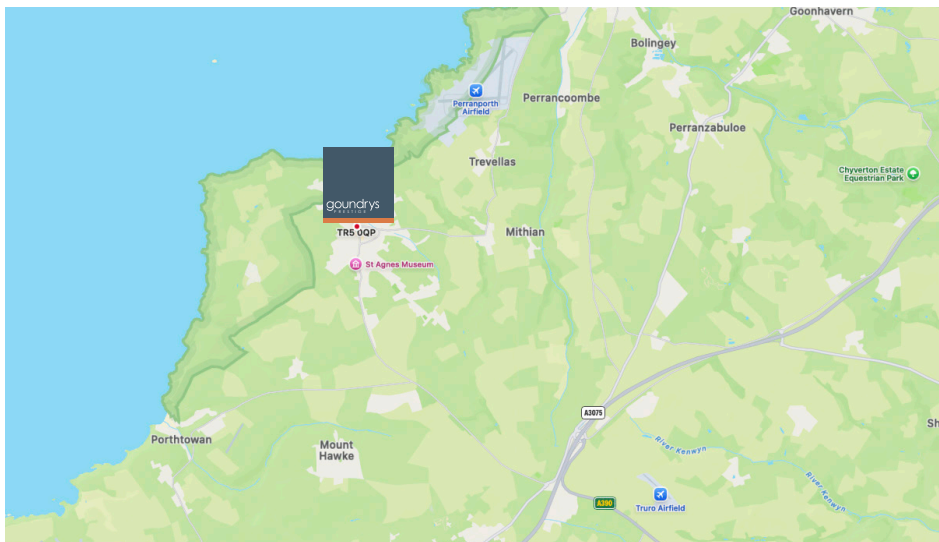 Goonhavern
Bolingey
Perranporth
Airfield
Perrancoombe
Perranzabuloe
Trevellas
Chyverton Estate
Equestrian Park
goundrys
PRESTIGE
TR5 0QP
Mithian
St Agnes Museum
A3075
Sh
Porthtowan
Mount
Hawke
River Kenwyn
River Kenwyn
A390
Truro Airfield